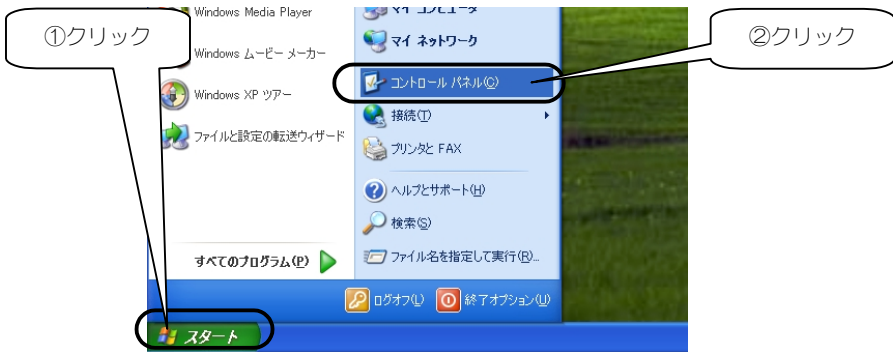 ①クリック
②クリック
Windows Media Player
Windows ムービー メーカー
Windows XP ツアー
ファイルと設定の転送ウィザード
すべてのプログラム(P)
マイ コンピュータ
マイ ネットワーク
コントロール パネル(C)
接続(T)
プリンタと FAX
ヘルプとサポート(H)
検索(S)
ファイル名を指定して実行(R)...
ログオフ(L)
終了オプション(U)
スタート